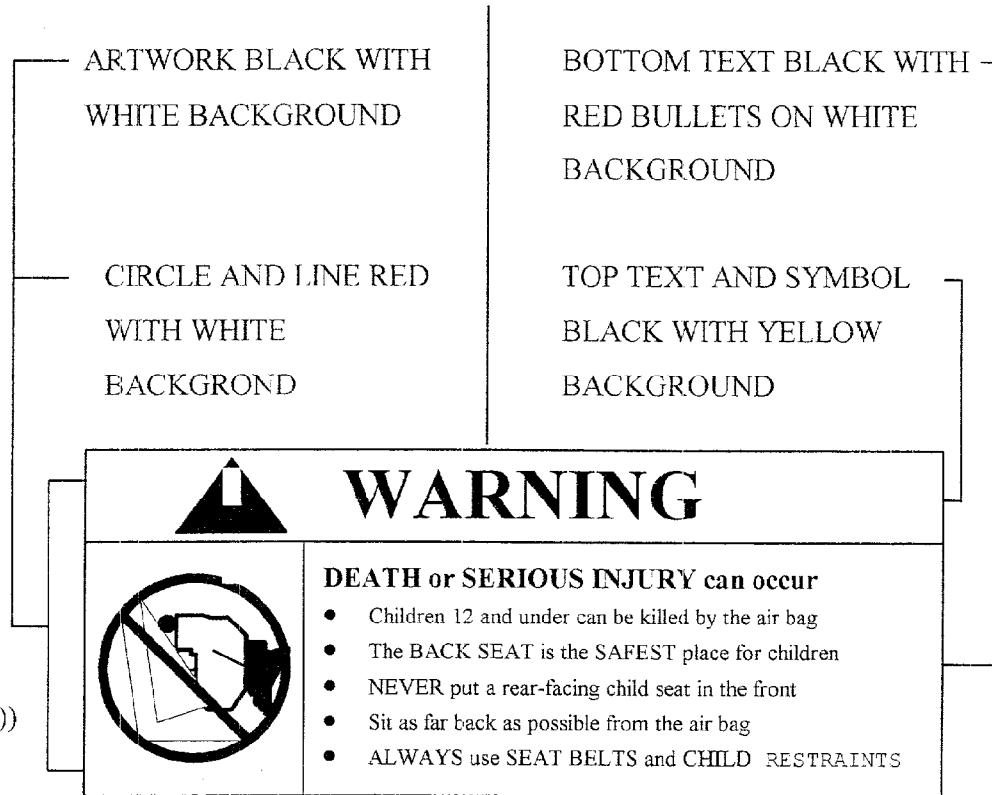 ARTWORK BLACK WITH
WHITE BACKGROUND
CIRCLE AND LINE RED
WITH WHITE
BACKGROND
BOTTOM TEXT BLACK WITH
RED BULLETS ON WHITE
BACKGROUND
TOP TEXT AND SYMBOL
BLACK WITH YELLOW
BACKGROUND
WARNING
DEATH or SERIOUS INJURY can occur
• Children 12 and under can be killed by the air bag
• The BACK SEAT is the SAFEST place for children
• NEVER put a rear-facing child seat in the front
• Sit as far back as possible from the air bag
• ALWAYS use SEAT BELTS and CHILD RESTRAINTS
))